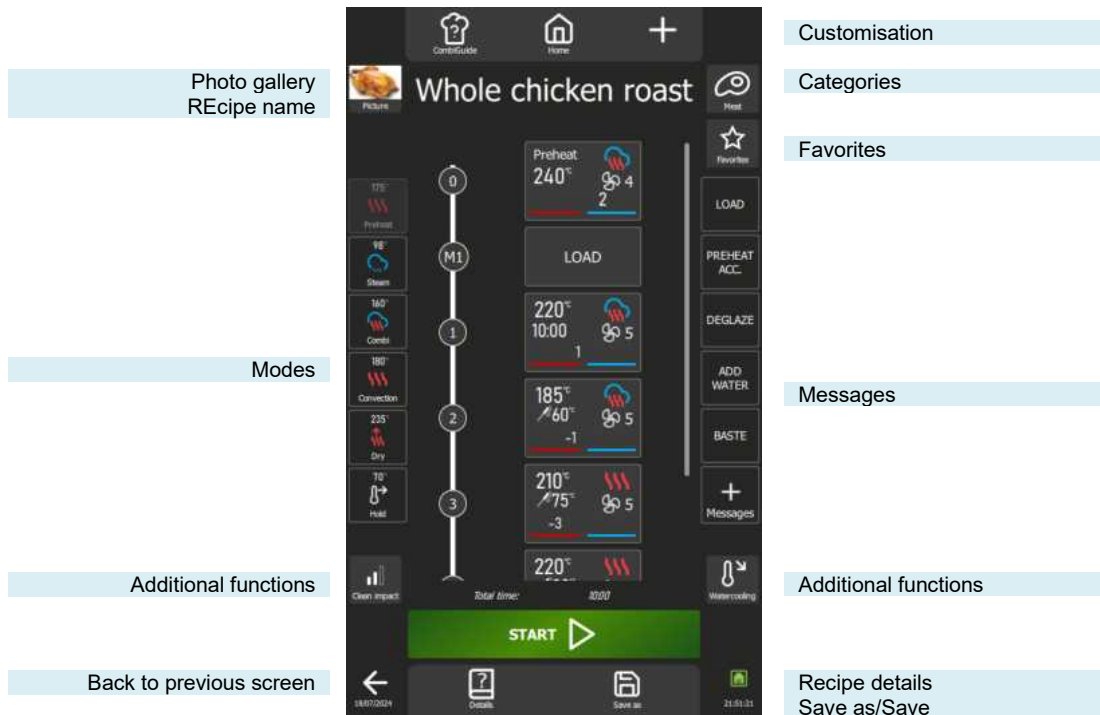 CombiGuide
Home
Customisation
Photo gallery
REcipe name
Picture
Whole chicken roast
Meat
Categories
Favorites
Favorites
Preheat
240°C
4
2
0
175°
Preheat
LOAD
98°
Steam
M1
LOAD
PREHEAT
ACC.
160°
Combi
1
220°C
10:00
5
1
DEGLAZE
Modes
180°
Convection
ADD
WATER
Messages
235°
Dry
2
185°C
60°C
5
-1
BASTE
70°
Hold
3
210°C
75°C
5
-3
Messages
Additional functions
Clean impact
220°C
Watercooling
Additional functions
Total time:
10:00
START
Back to previous screen
18/07/2024
Details
Save as
21:51:21
Recipe details
Save as/Save